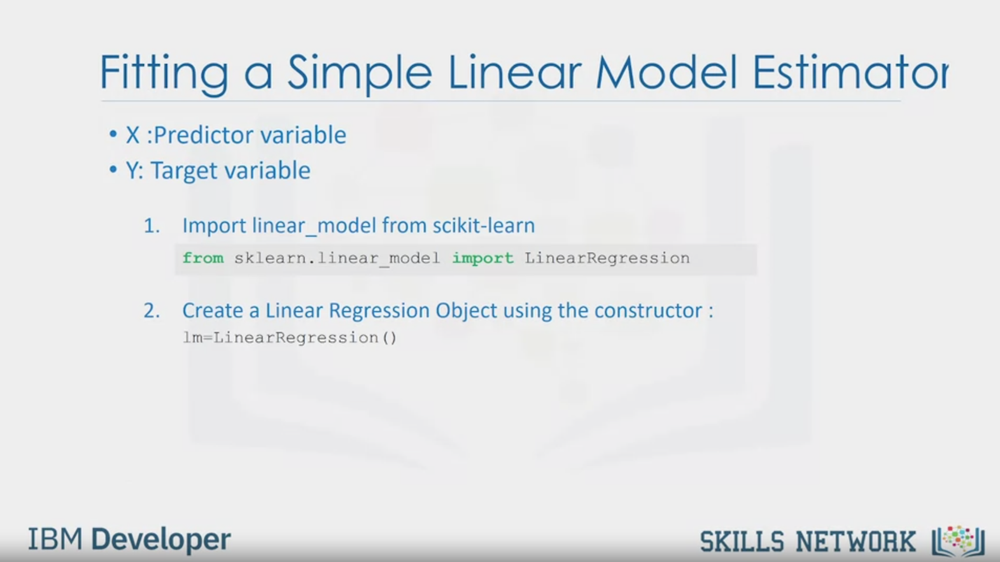 Fitting a Simple Linear Model Estimator
• X :Predictor variable
• Y: Target variable
1. Import linear_model from scikit-learn
from sklearn.linear_model import LinearRegression
2. Create a Linear Regression Object using the constructor :
lm=LinearRegression()
IBM Developer
SKILLS NETWORK